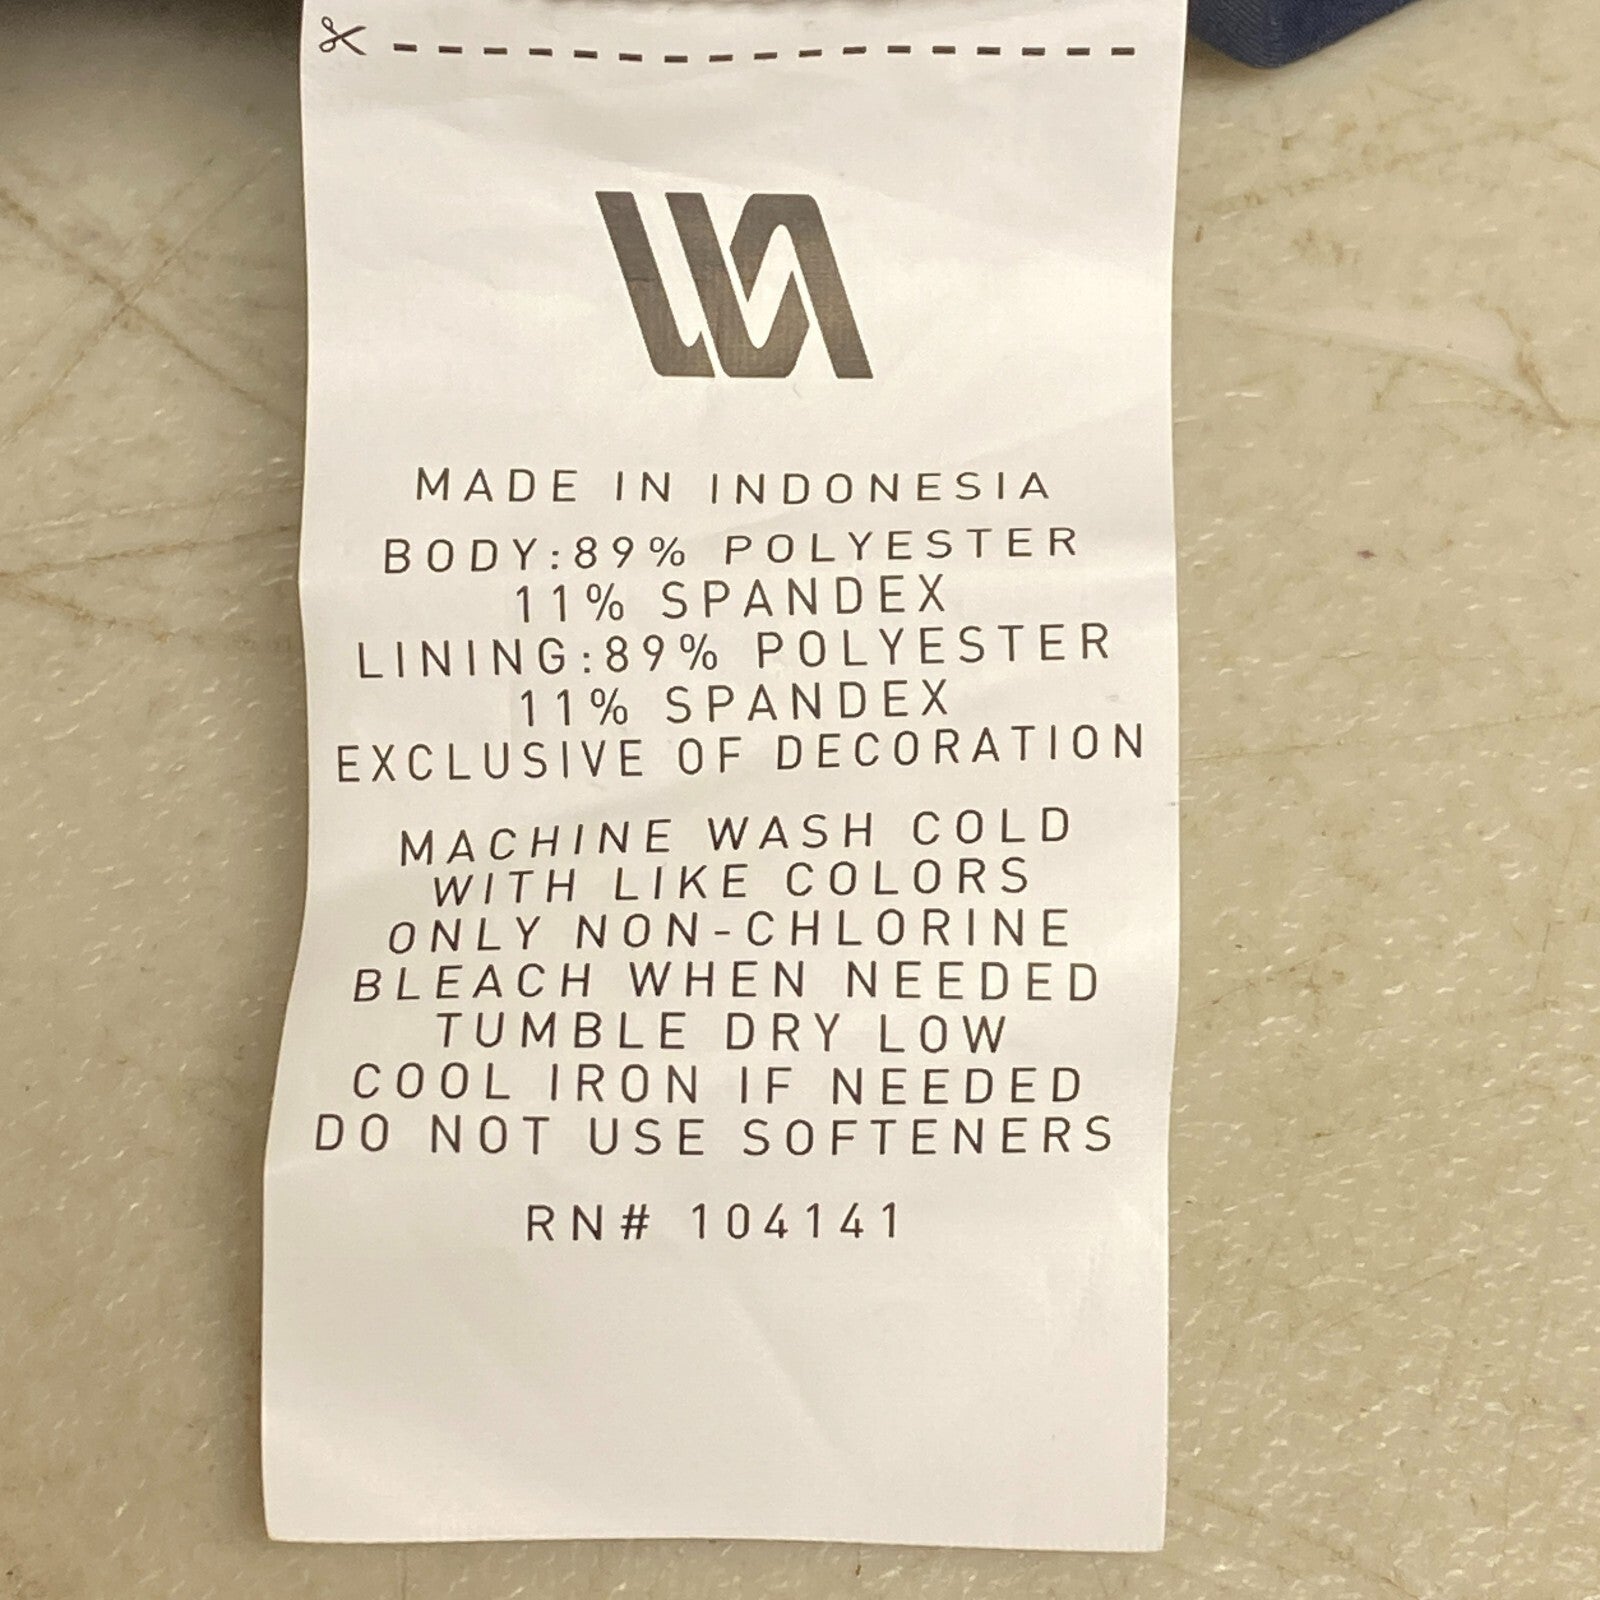 MADE IN INDONESIA
BODY:89% POLYESTER
11% SPANDEX
LINING:89% POLYESTER
11% SPANDEX
EXCLUSIVE OF DECORATION
MACHINE WASH COLD
WITH LIKE COLORS
ONLY NON-CHLORINE
BLEACH WHEN NEEDED
TUMBLE DRY LOW
COOL IRON IF NEEDED
DO NOT USE SOFTENERS
RN# 104141